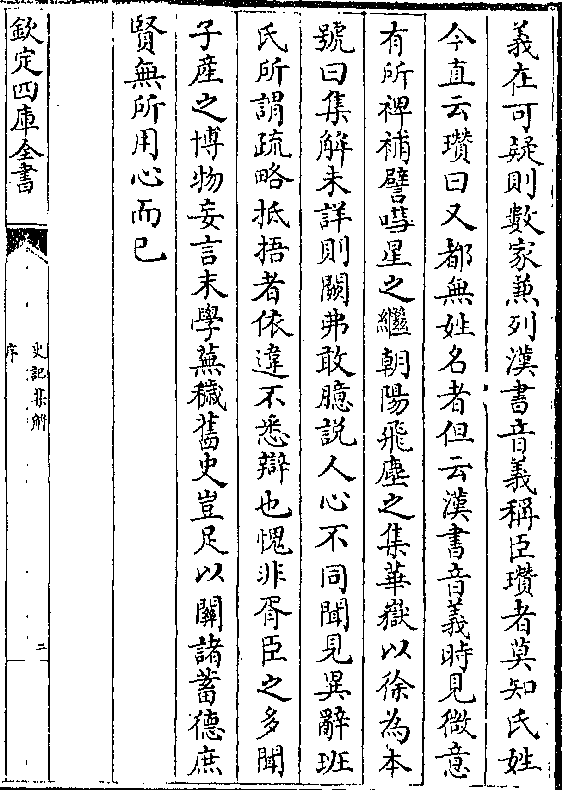 義在可疑則數家兼列漢書音義稱臣瓚者莫知氏姓
今直云瓚曰又都無姓名者但云漢書音義時見微意
有所裨補譬嘒星之繼朝陽飛塵之集華嶽以徐為本
號曰集解未詳則闕弗敢臆説人心不同聞見異辭班
氏所謂疏略抵捂者依違不悉辯也愧非胥臣之多聞
子產之博物妄言末學蕪穢舊史豈足以關諸蓄德庶
賢無所用心而已
欽定四庫全書
史記集解
序
二